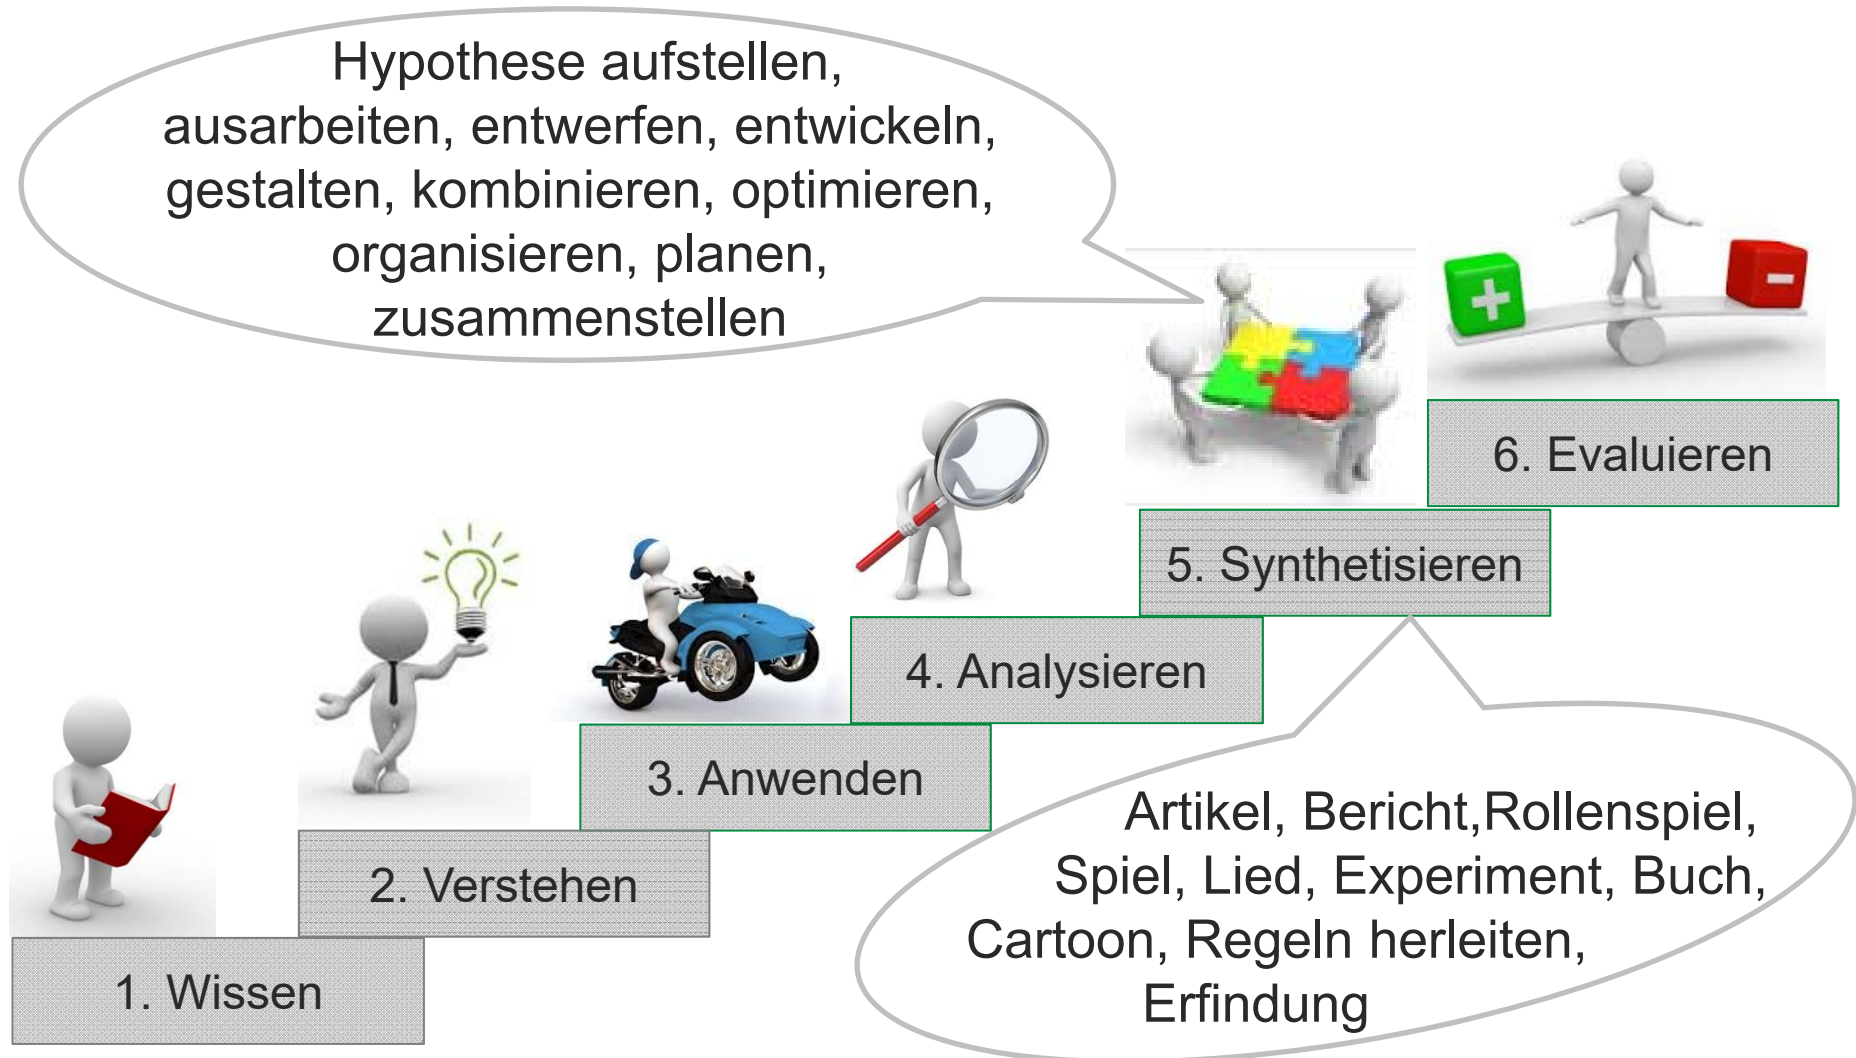 Hypothese aufstellen,
ausarbeiten, entwerfen, entwickeln,
gestalten, kombinieren, optimieren,
organisieren, planen,
zusammenstellen
6. Evaluieren
5. Synthetisieren
4. Analysieren
3. Anwenden
2. Verstehen
1. Wissen
Artikel, Bericht,Rollenspiel,
Spiel, Lied, Experiment, Buch,
Cartoon, Regeln herleiten,
Erfindung